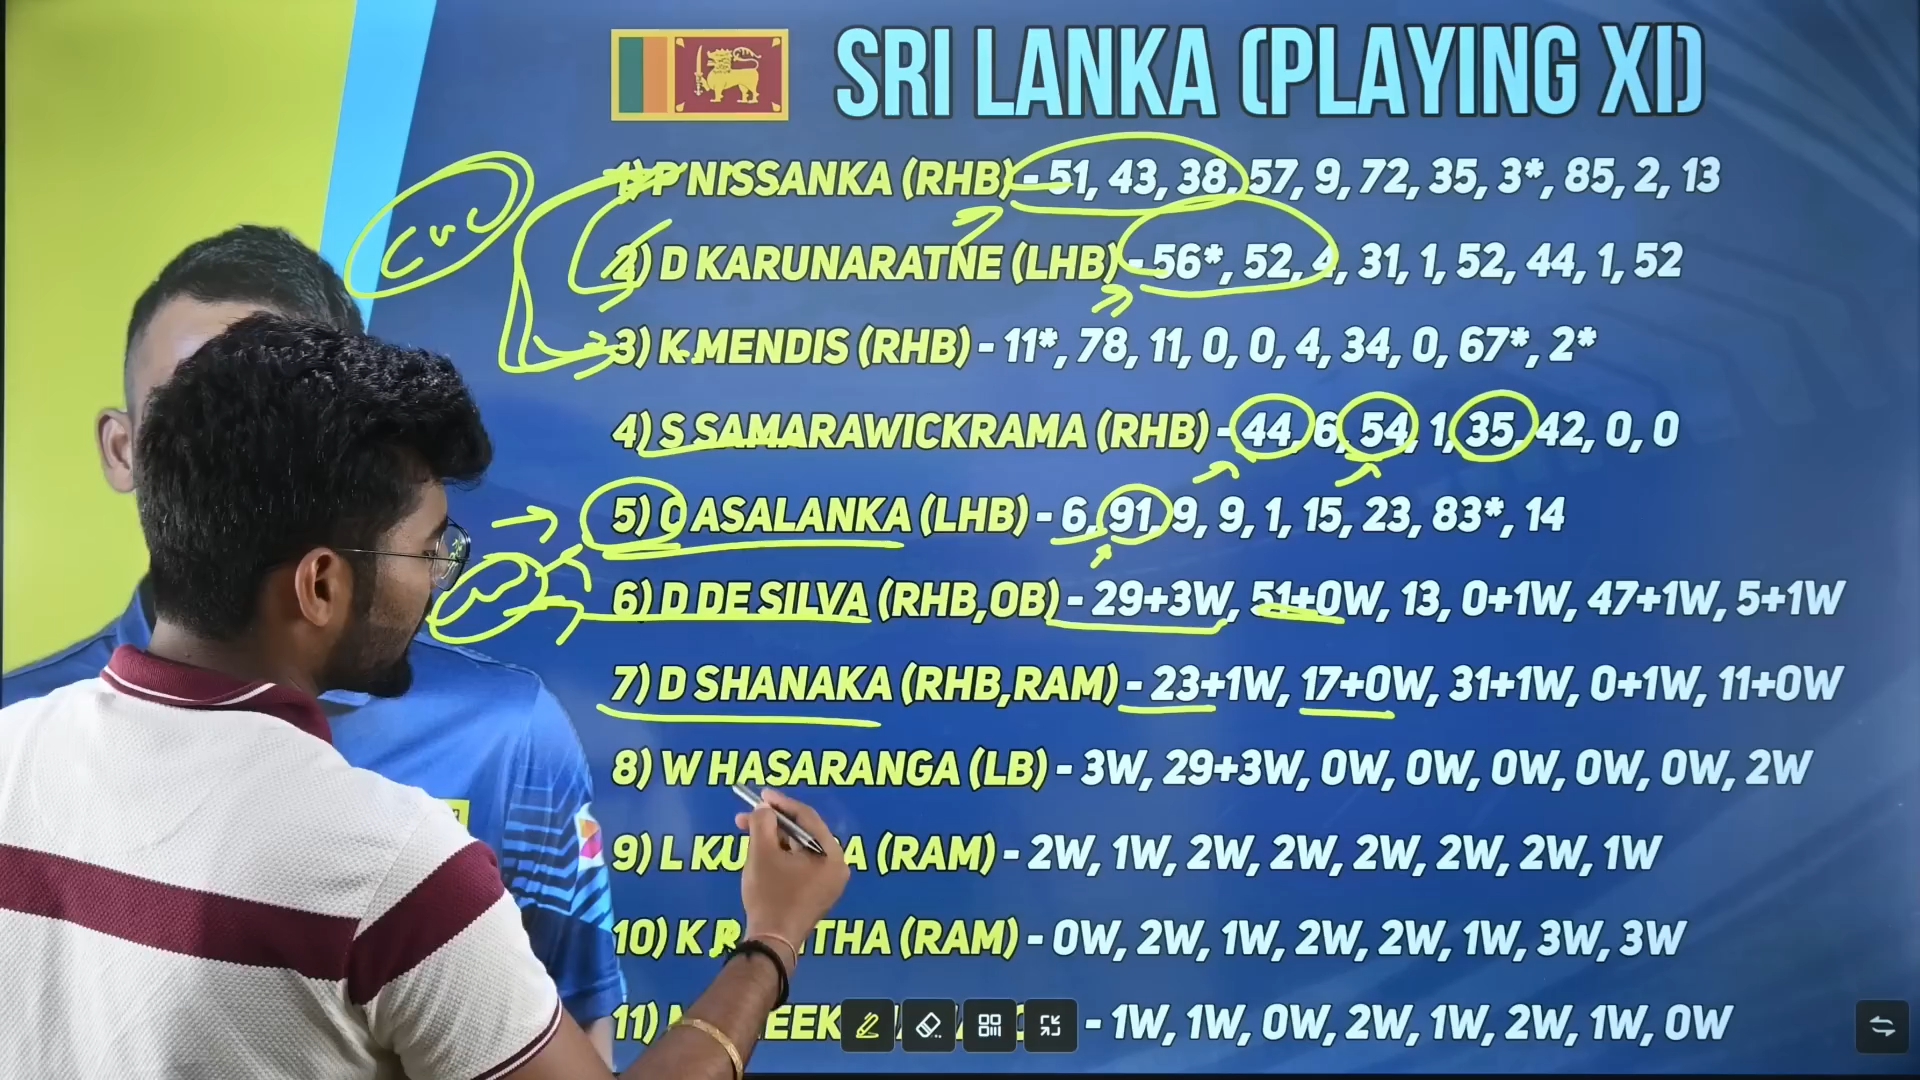 SRI LANKA (PLAYING XI)
1) P NISSANKA (RHB) - 51, 43, 38, 57, 9, 72, 35, 3*, 85, 2, 13
CVC
2) D KARUNARATNE (LHB) - 56*, 52, 4, 31, 1, 52, 44, 1, 52
3) K MENDIS (RHB) - 11*, 78, 11, 0, 0, 4, 34, 0, 67*, 2*
4) S SAMARAWICKRAMA (RHB) - 44, 6, 54, 1, 35, 42, 0, 0
5) C ASALANKA (LHB) - 6, 91, 9, 9, 1, 15, 23, 83*, 14
6) D DE SILVA (RHB,OB) - 29+3W, 51+0W, 13, 0+1W, 47+1W, 5+1W
7) D SHANAKA (RHB,RAM) - 23+1W, 17+0W, 31+1W, 0+1W, 11+0W
8) W HASARANGA (LB) - 3W, 29+3W, 0W, 0W, 0W, 0W, 0W, 2W
9) L (RAM) - 2W, 1W, 2W, 2W, 2W, 2W, 2W, 1W
10) K (RAM) - 0W, 2W, 1W, 2W, 2W, 1W, 3W, 3W
11) - 1W, 1W, 0W, 2W, 1W, 2W, 1W, 0W